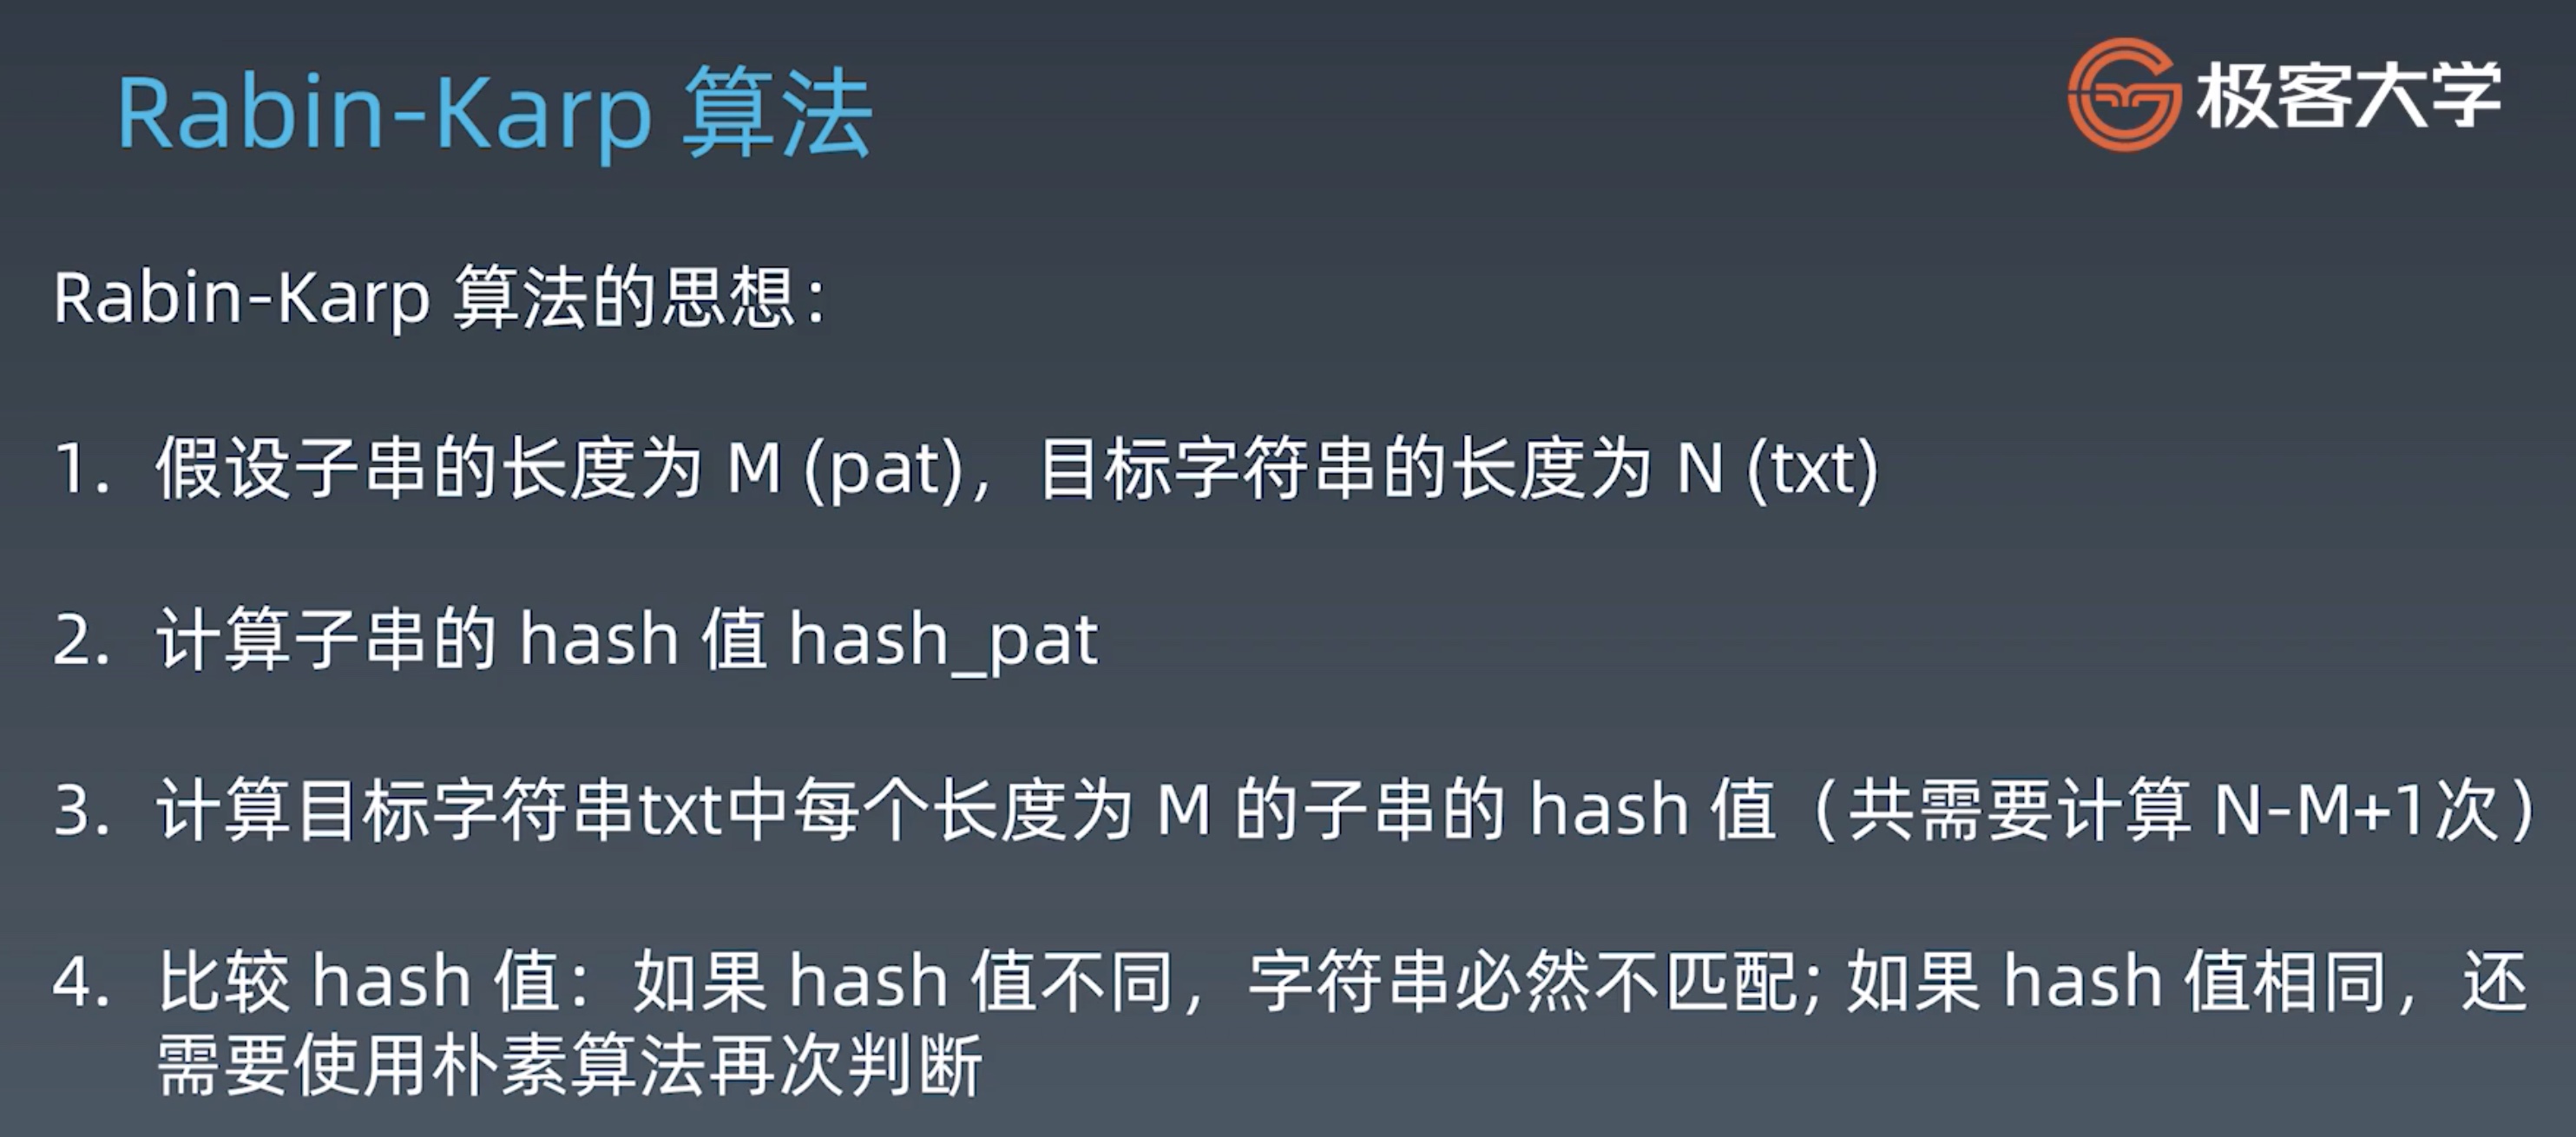 Rabin-Karp 算法
极客大学
Rabin-Karp 算法的思想：
1. 假设子串的长度为 M (pat)，目标字符串的长度为 N (txt)
2. 计算子串的 hash 值 hash_pat
3. 计算目标字符串txt中每个长度为 M 的子串的 hash 值（共需要计算 N-M+1次）
4. 比较 hash 值：如果 hash 值不同，字符串必然不匹配; 如果 hash 值相同，还
需要使用朴素算法再次判断